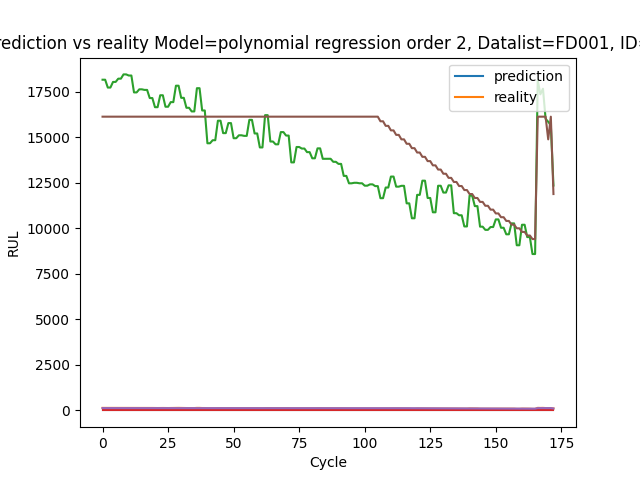 rediction vs reality Model=polynomial regression order 2, Datalist=FD001, ID=
prediction
reality
17500
15000
12500
10000
7500
5000
2500
0
RUL
0 25 50 75 100 125 150 175
Cycle